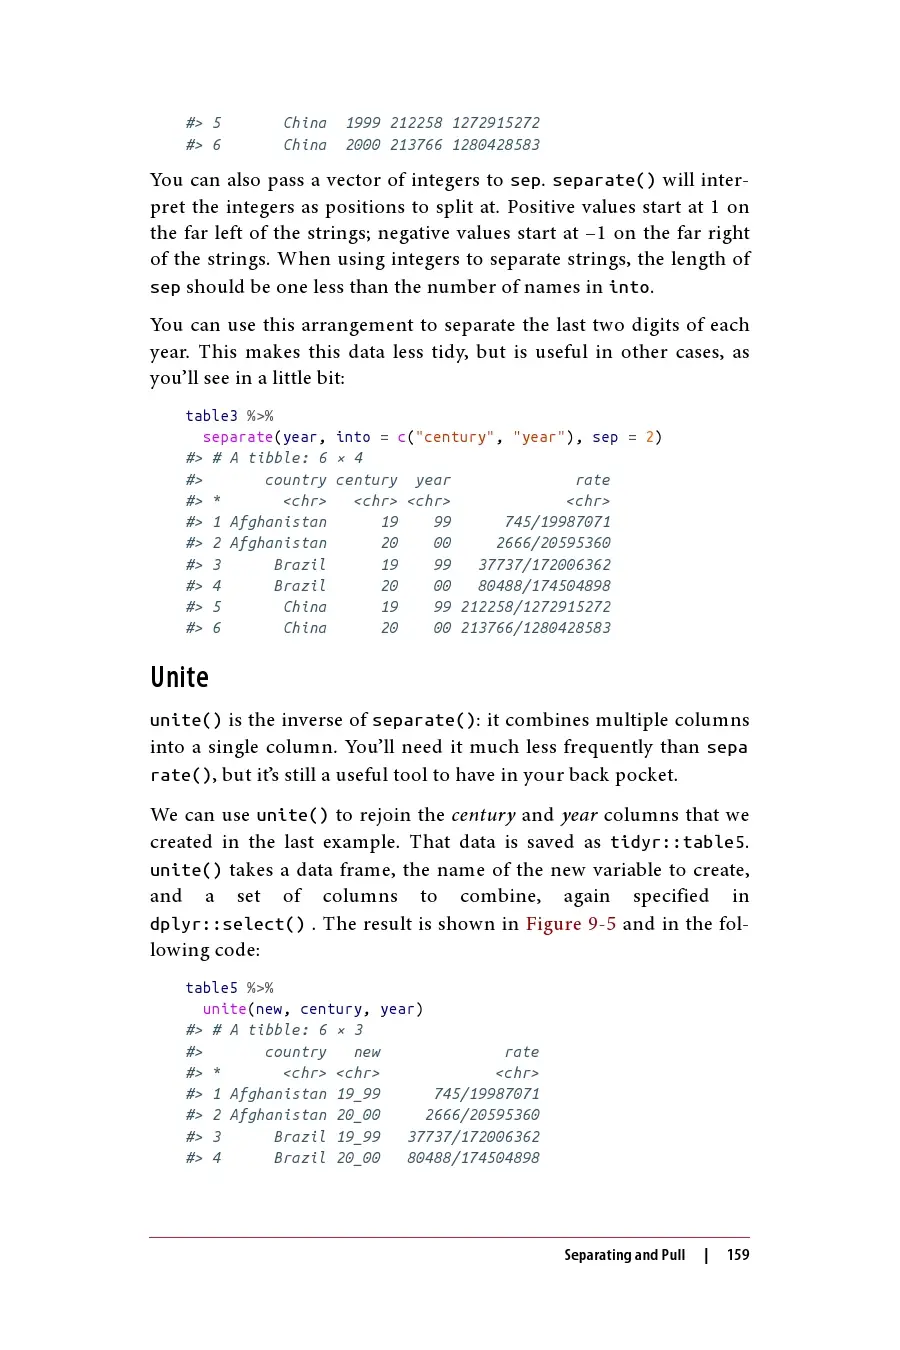 #> 5       China  1999 212258 1272915272
#> 6       China  2000 213766 1280428583
You can also pass a vector of integers to sep. separate() will inter-
pret the integers as positions to split at. Positive values start at 1 on
the far left of the strings; negative values start at –1 on the far right
of the strings. When using integers to separate strings, the length of
sep should be one less than the number of names in into.
You can use this arrangement to separate the last two digits of each
year. This makes this data less tidy, but is useful in other cases, as
you’ll see in a little bit:
table3 %>%
  separate(year, into = c("century", "year"), sep = 2)
#> # A tibble: 6 × 4
#>       country century  year              rate
#> *       <chr>   <chr> <chr>             <chr>
#> 1 Afghanistan      19    99      745/19987071
#> 2 Afghanistan      20    00     2666/20595360
#> 3      Brazil      19    99   37737/172006362
#> 4      Brazil      20    00   80488/174504898
#> 5       China      19    99 212258/1272915272
#> 6       China      20    00 213766/1280428583
Unite
unite() is the inverse of separate(): it combines multiple columns
into a single column. You’ll need it much less frequently than sepa
rate(), but it’s still a useful tool to have in your back pocket.
We can use unite() to rejoin the century and year columns that we
created in the last example. That data is saved as tidyr::table5.
unite() takes a data frame, the name of the new variable to create,
and a set of columns to combine, again specified in
dplyr::select() . The result is shown in Figure 9-5 and in the fol-
lowing code:
table5 %>%
  unite(new, century, year)
#> # A tibble: 6 × 3
#>       country   new              rate
#> *       <chr> <chr>             <chr>
#> 1 Afghanistan 19_99      745/19987071
#> 2 Afghanistan 20_00     2666/20595360
#> 3      Brazil 19_99   37737/172006362
#> 4      Brazil 20_00   80488/174504898
Separating and Pull | 159